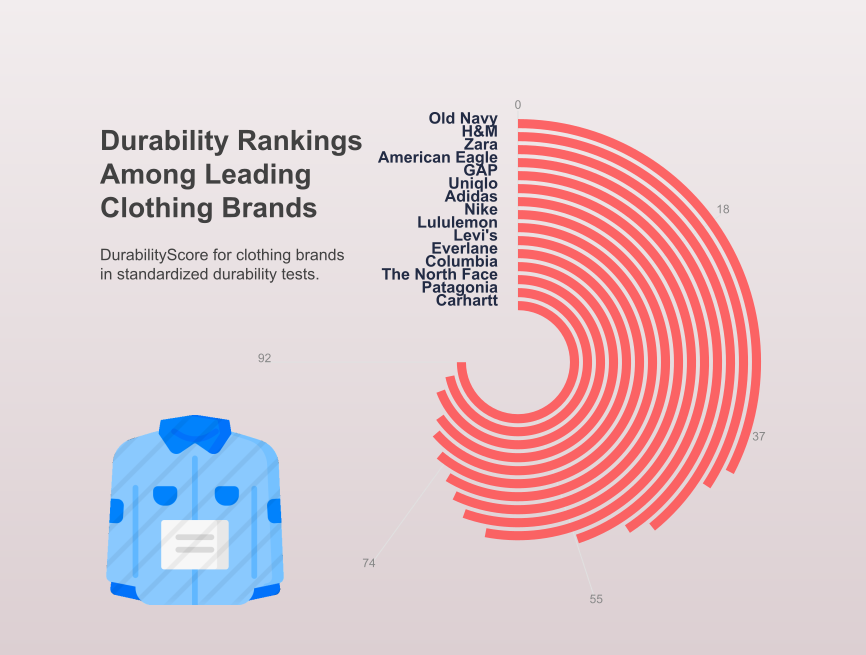 Durability Rankings
Among Leading
Clothing Brands
DurabilityScore for clothing brands
in standardized durability tests.
0
Old Navy
H&M
Zara
American Eagle
GAP
Uniqlo
Adidas
Nike
Lululemon
Levi's
Everlane
Columbia
The North Face
Patagonia
Carhartt
18
37
55
74
92